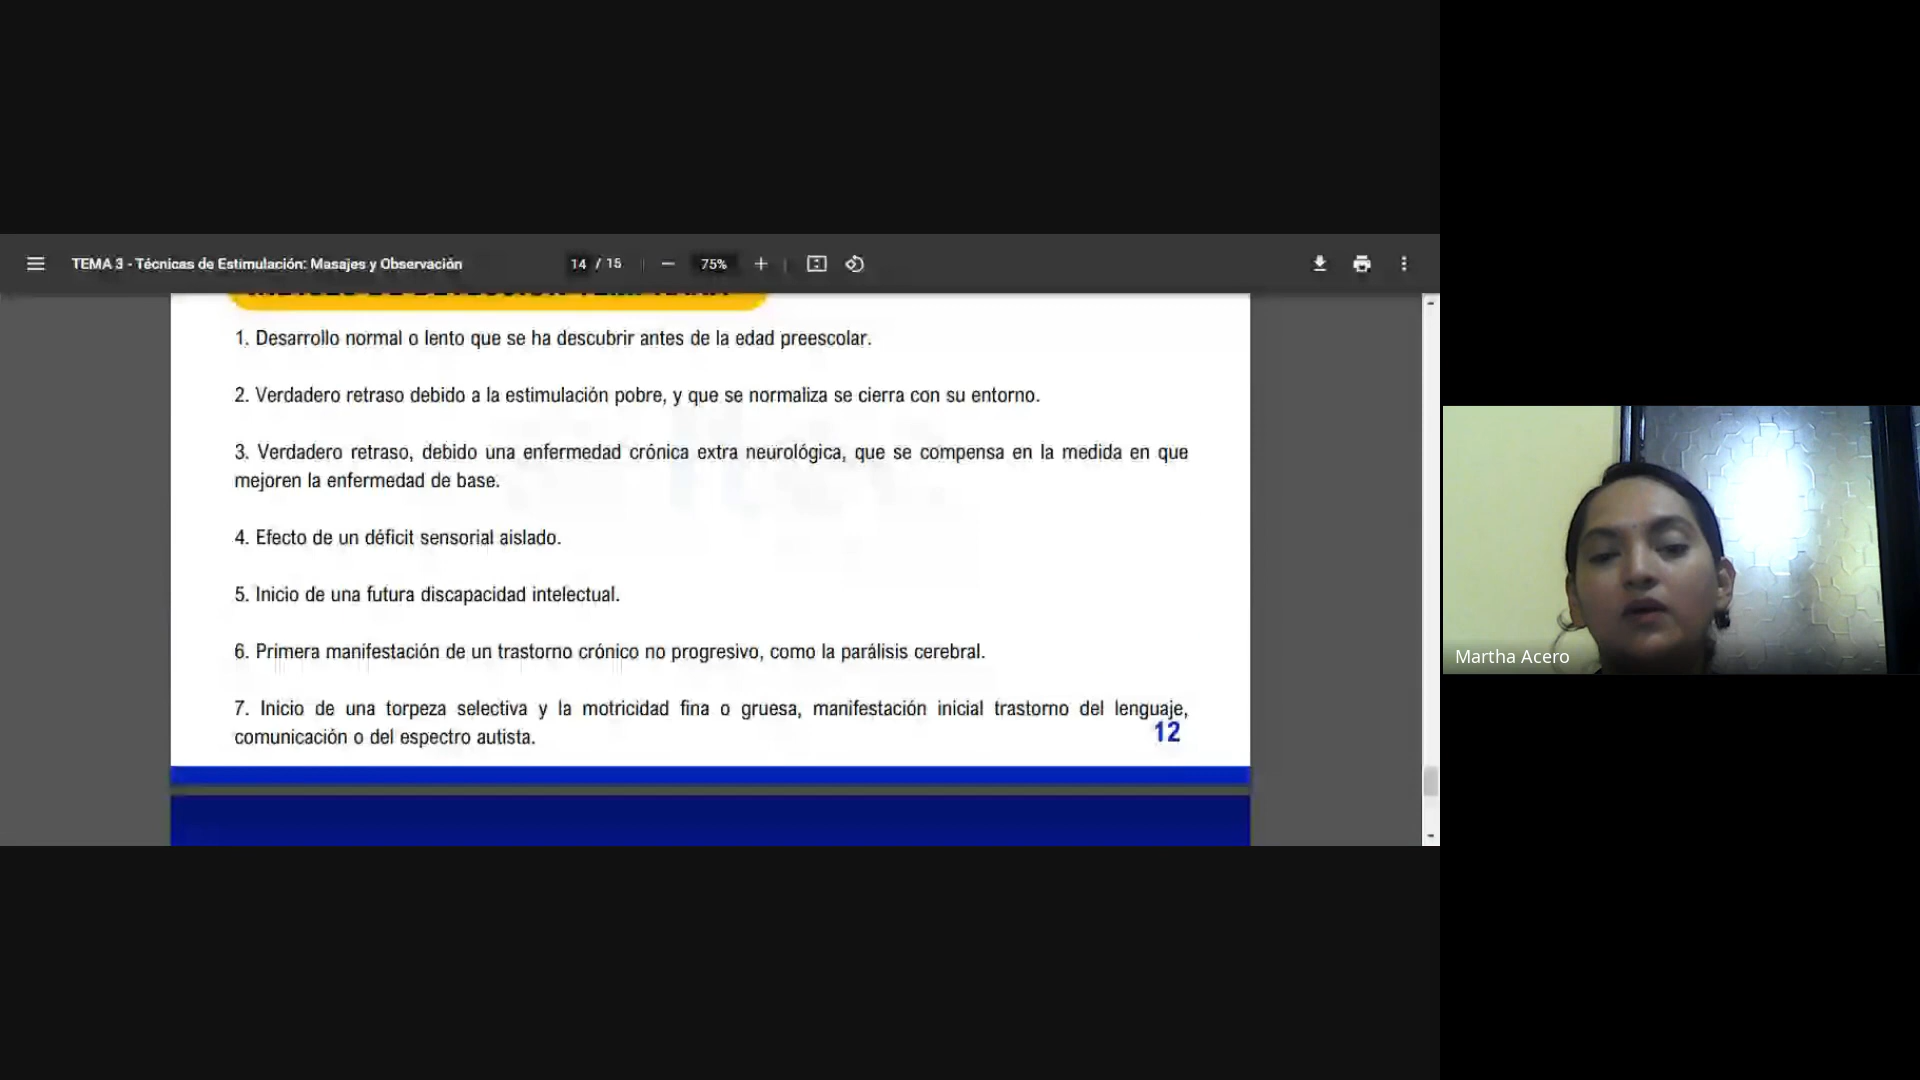 TEMA 3 - Técnicas de Estimulación: Masajes y Observación
14 / 15
75%
1. Desarrollo normal o lento que se ha descubrir antes de la edad preescolar.
2. Verdadero retraso debido a la estimulación pobre, y que se normaliza se cierra con su entorno.
3. Verdadero retraso, debido una enfermedad crónica extra neurológica, que se compensa en la medida en que
mejoren la enfermedad de base.
4. Efecto de un déficit sensorial aislado.
5. Inicio de una futura discapacidad intelectual.
6. Primera manifestación de un trastorno crónico no progresivo, como la parálisis cerebral.
7. Inicio de una torpeza selectiva y la motricidad fina o gruesa, manifestación inicial trastorno del lenguaje,
comunicación o del espectro autista.
12
Martha Acero